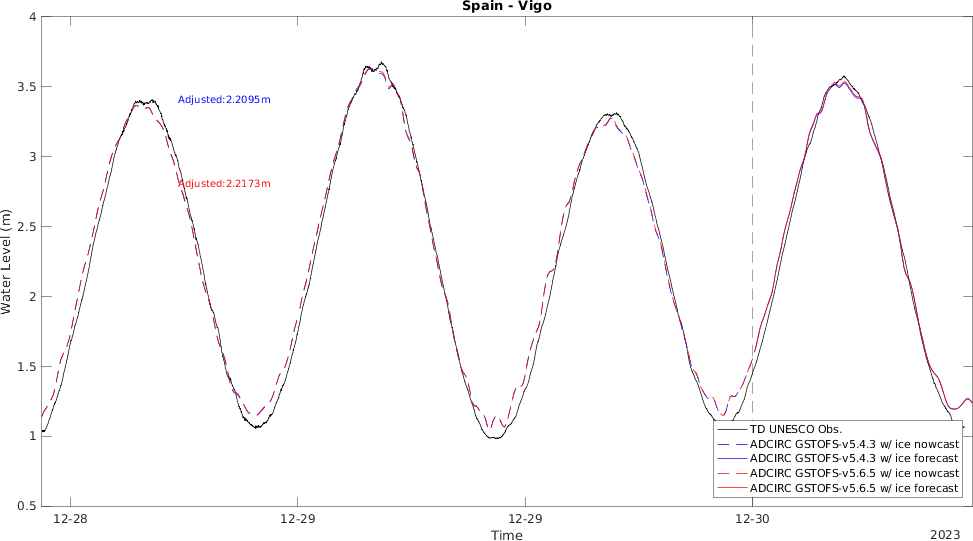 Spain - Vigo
4
3.5
3
2.5
2
1.5
1
0.5
Water Level (m)
Adjusted:2.2095m
Adjusted:2.2173m
TD UNESCO Obs.
ADCIRC GSTOFS-v5.4.3 w/ ice nowcast
ADCIRC GSTOFS-v5.4.3 w/ ice forecast
ADCIRC GSTOFS-v5.6.5 w/ ice nowcast
ADCIRC GSTOFS-v5.6.5 w/ ice forecast
12-28 12-29 12-29 12-30
Time
2023